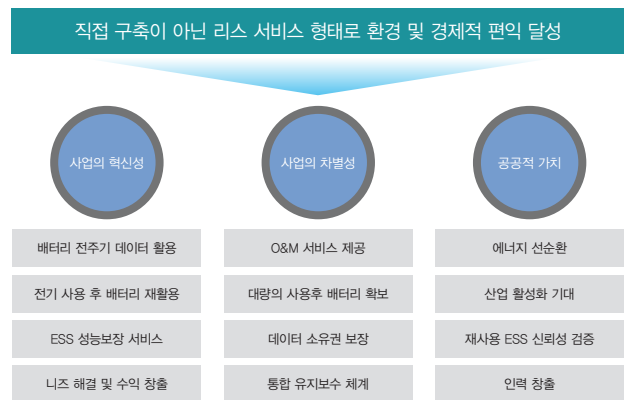 직접 구축이 아닌 리스 서비스 형태로 환경 및 경제적 편익 달성
사업의 혁신성
사업의 차별성
공공적 가치
배터리 전주기 데이터 활용
O&M 서비스 제공
에너지 선순환
전기 사용 후 배터리 재활용
대량의 사용후 배터리 확보
산업 활성화 기대
ESS 성능보장 서비스
데이터 소유권 보장
재사용 ESS 신뢰성 검증
니즈 해결 및 수익 창출
통합 유지보수 체계
인력 창출